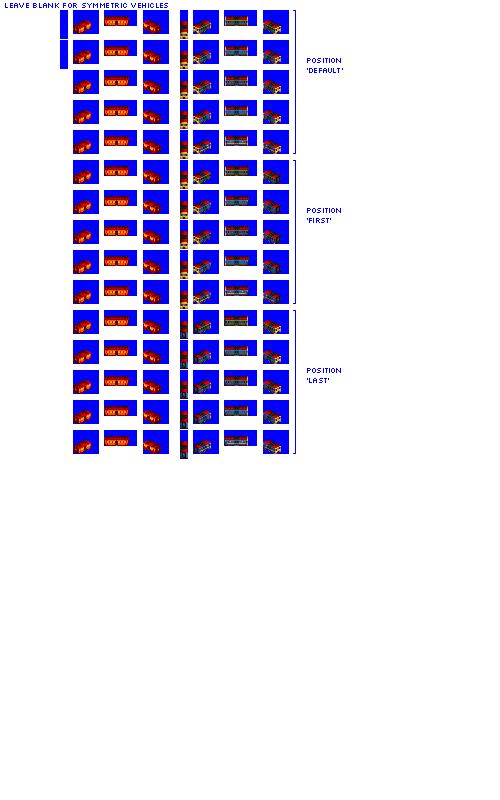 LEAVE BLANK FOR SYMMETRIC VEHICLES
POSITION
'DEFAULT'
POSITION
'FIRST'
POSITION
'LAST'